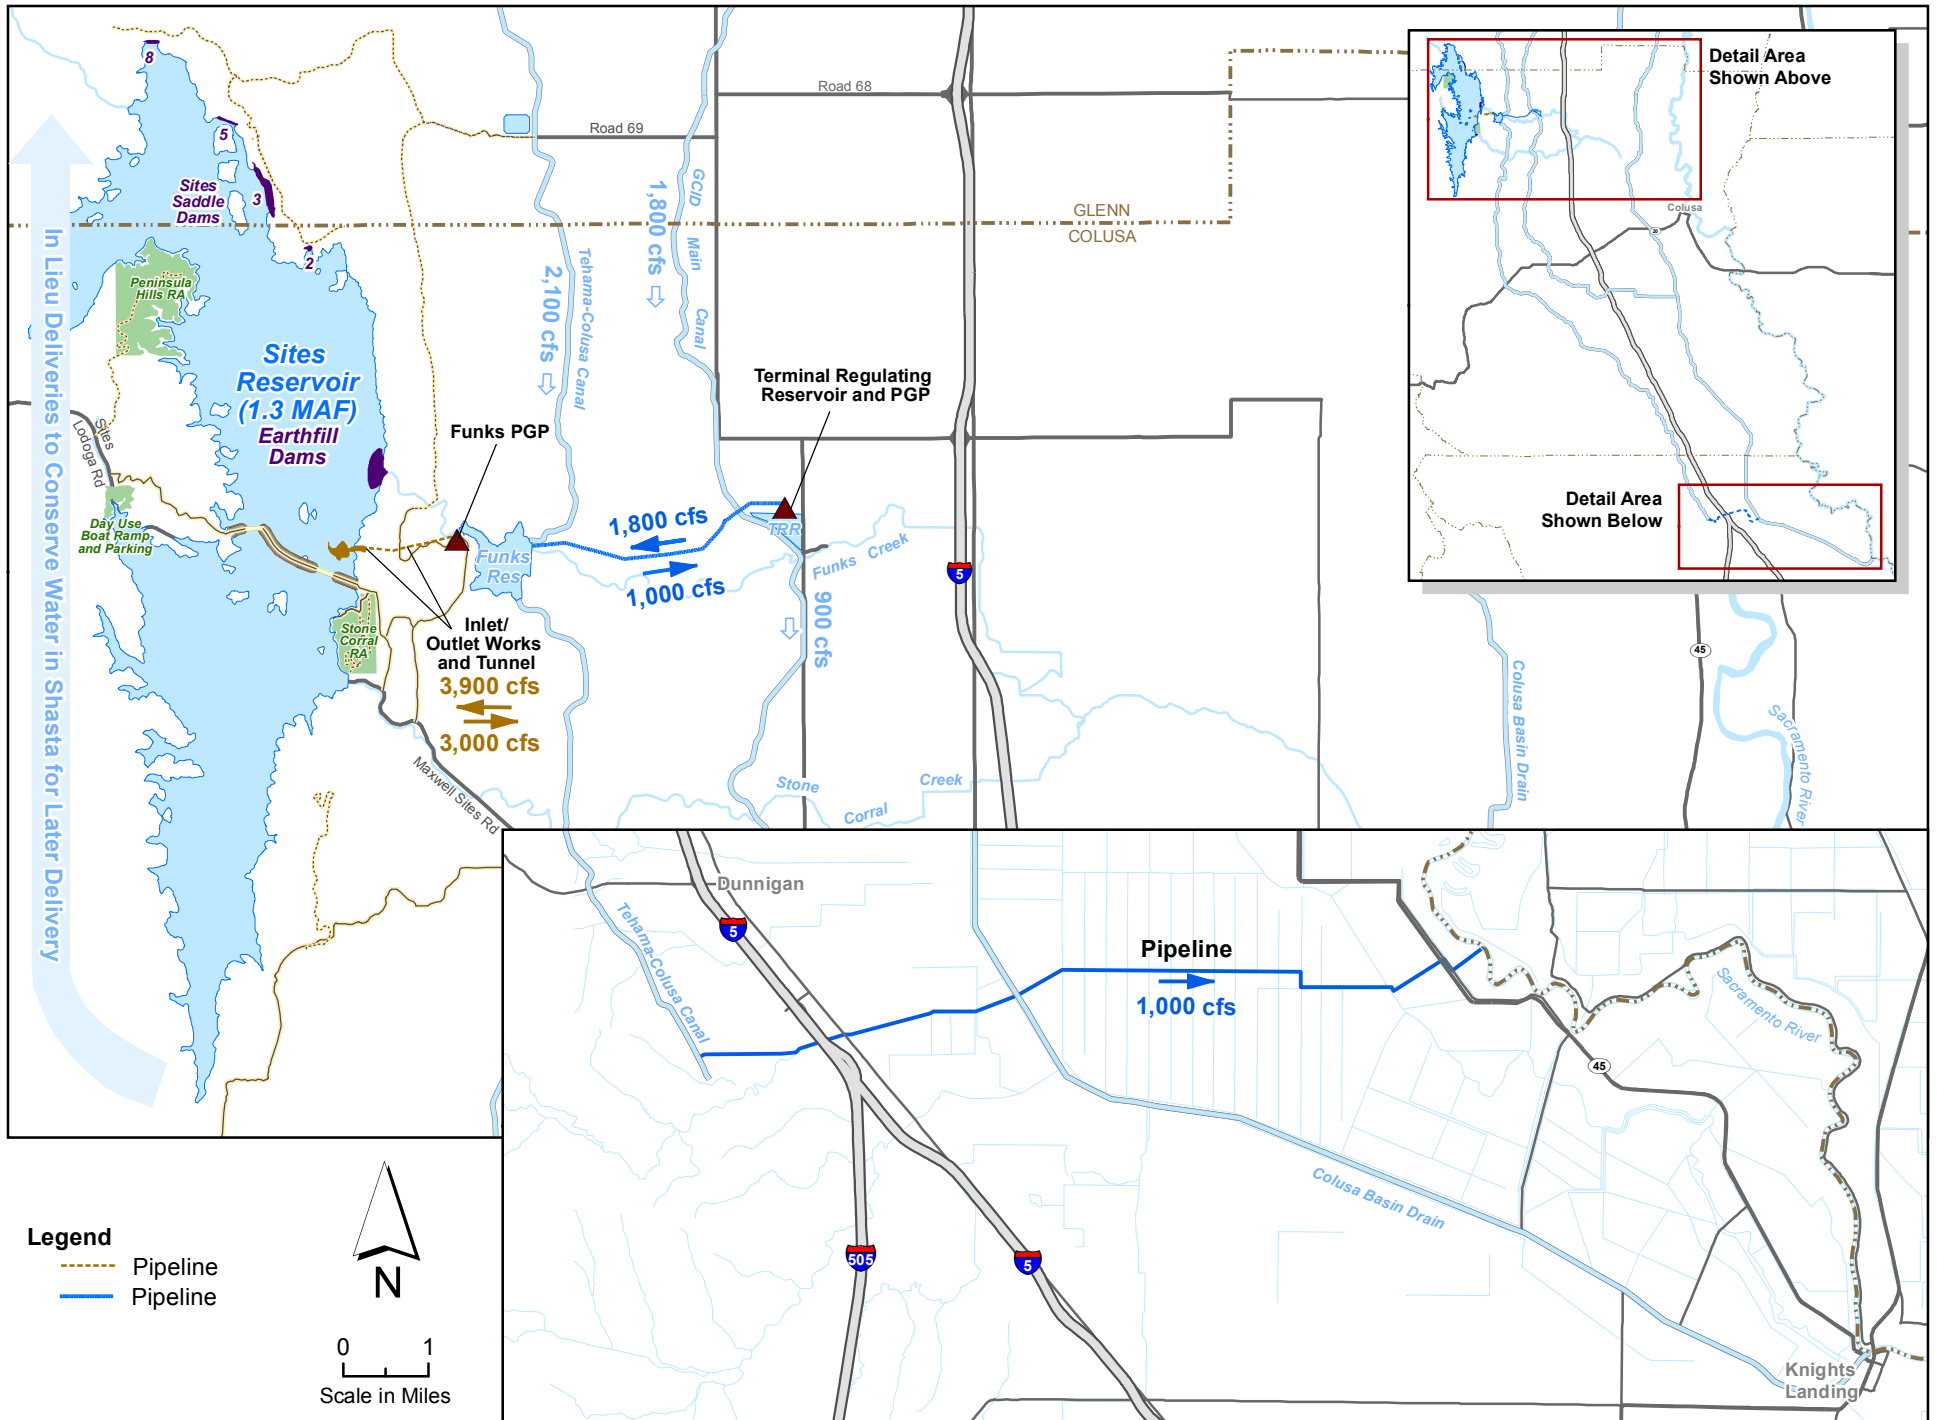 8
5
Sites
Saddle
Dams
3
2
Road 68
Road 69
GLENN
COLUSA
GCID Main Canal
1,800 cfs
Tehama-Colusa Canal
2,100 cfs
In Lieu Deliveries to Conserve Water in Shasta for Later Delivery
Peninsula
Hills RA
Sites
Reservoir
(1.3 MAF)
Earthfill
Dams
Sites
Lodoga Rd
Day Use
Boat Ramp
and Parking
Funks PGP
Terminal Regulating
Reservoir and PGP
1,800 cfs
1,000 cfs
TRR
Funks Creek
Funks
Res
900 cfs
5
Stone
Corral
RA
Inlet/
Outlet Works
and Tunnel
3,900 cfs
3,000 cfs
Maxwell Sites Rd
Stone
Corral
Creek
45
Colusa Basin Drain
Sacramento River
Detail Area
Shown Above
Colusa
20
Detail Area
Shown Below
Dunnigan
5
Tehama-Colusa Canal
Pipeline
1,000 cfs
Sacramento River
45
Colusa Basin Drain
505
5
Knights
Landing
Legend
Pipeline
Pipeline
N
0 1
Scale in Miles